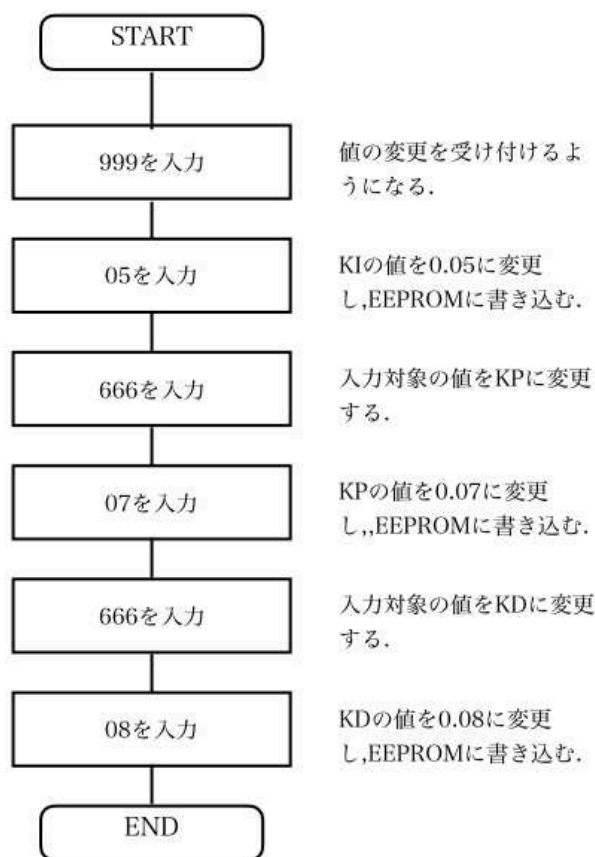 START
999を入力
値の変更を受け付けるよ
うになる.
05を入力
KIの値を0.05に変更
し,EEPROMに書き込む.
666を入力
入力対象の値をKPに変更
する.
07を入力
KPの値を0.07に変更
し,,EEPROMに書き込む.
666を入力
入力対象の値をKDに変更
する.
08を入力
KDの値を0.08に変更
し,EEPROMに書き込む.
END